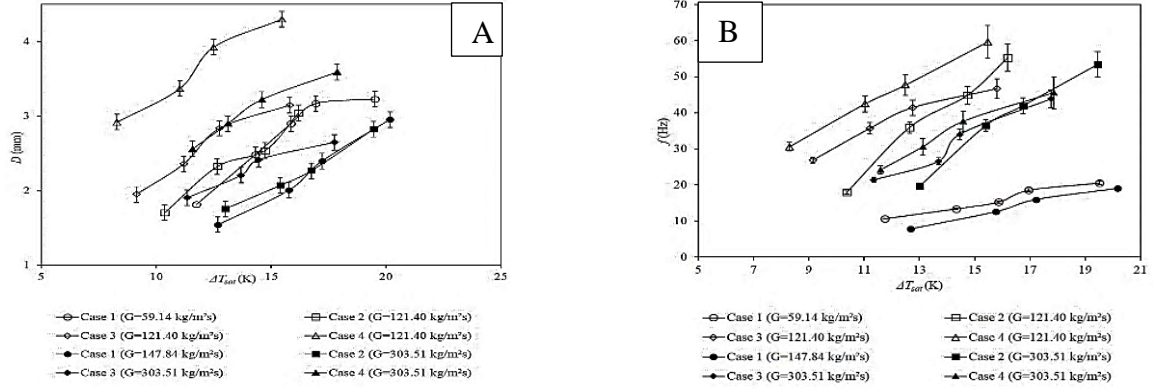 A
D (mm)
4
3
2
1
5
10
15
20
25
ΔTsat (K)
Case 1 (G=59.14 kg/m²s)
Case 2 (G=121.40 kg/m²s)
Case 3 (G=121.40 kg/m²s)
Case 4 (G=121.40 kg/m²s)
Case 1 (G=147.84 kg/m²s)
Case 2 (G=303.51 kg/m²s)
Case 3 (G=303.51 kg/m²s)
Case 4 (G=303.51 kg/m²s)
B
f (Hz)
70
60
50
40
30
20
10
0
5
7
9
11
13
15
17
19
21
ΔTsat (K)
Case 1 (G=59.14 kg/m²s)
Case 2 (G=121.40 kg/m²s)
Case 3 (G=121.40 kg/m²s)
Case 4 (G=121.40 kg/m²s)
Case 1 (G=147.84 kg/m²s)
Case 2 (G=303.51 kg/m²s)
Case 3 (G=303.51 kg/m²s)
Case 4 (G=303.51 kg/m²s)